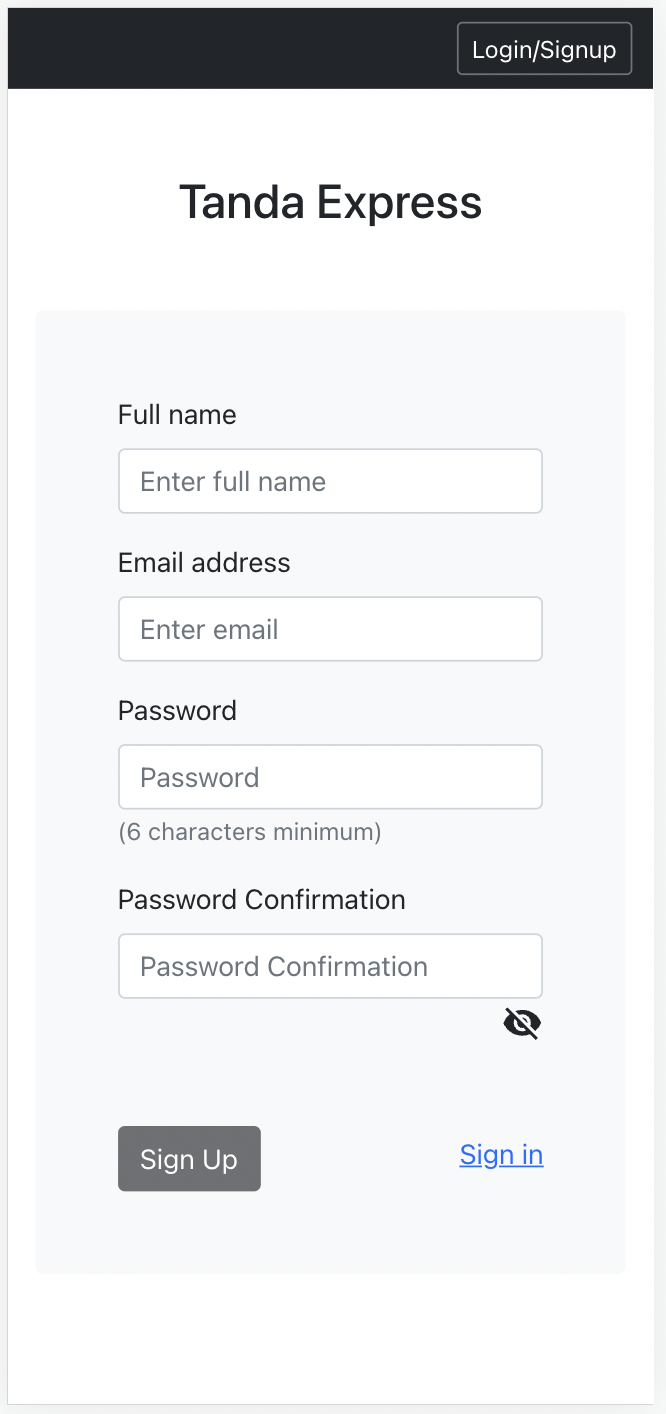 Login/Signup
Tanda Express
Full name
Enter full name
Email address
Enter email
Password
Password
(6 characters minimum)
Password Confirmation
Password Confirmation
Sign Up
Sign in